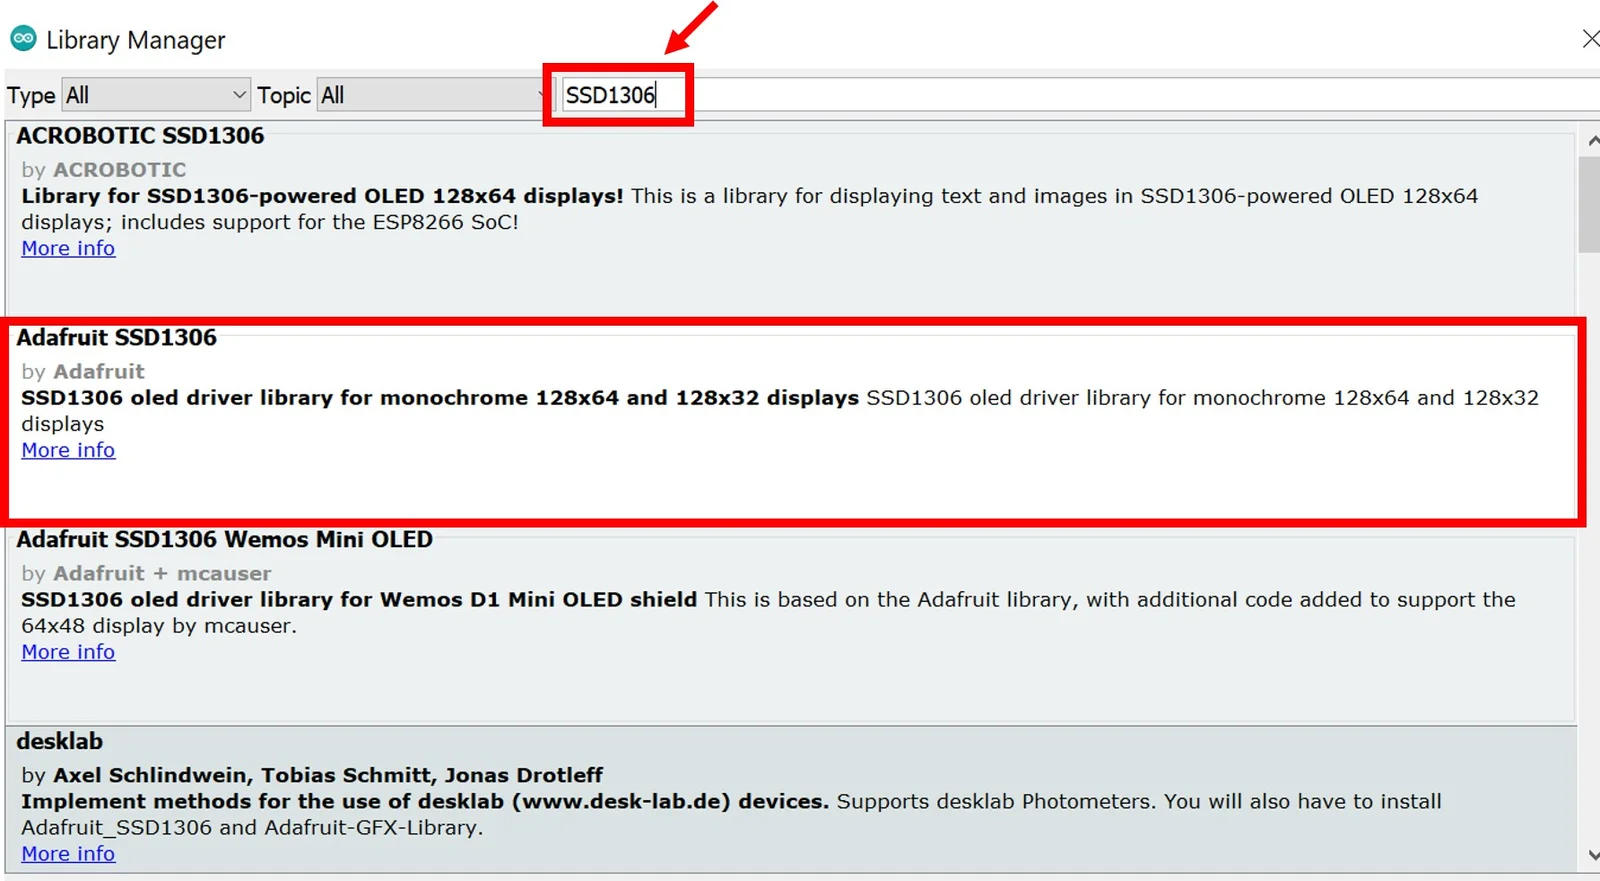 Library Manager
Type All Topic All SSD1306
ACROBOTIC SSD1306
by ACROBOTIC
Library for SSD1306-powered OLED 128x64 displays! This is a library for displaying text and images in SSD1306-powered OLED 128x64
displays; includes support for the ESP8266 SoC!
More info
Adafruit SSD1306
by Adafruit
SSD1306 oled driver library for monochrome 128x64 and 128x32 displays SSD1306 oled driver library for monochrome 128x64 and 128x32
displays
More info
Adafruit SSD1306 Wemos Mini OLED
by Adafruit + mcauser
SSD1306 oled driver library for Wemos D1 Mini OLED shield This is based on the Adafruit library, with additional code added to support the
64x48 display by mcauser.
More info
desklab
by Axel Schlindwein, Tobias Schmitt, Jonas Drotleff
Implement methods for the use of desklab (www.desk-lab.de) devices. Supports desklab Photometers. You will also have to install
Adafruit_SSD1306 and Adafruit-GFX-Library.
More info